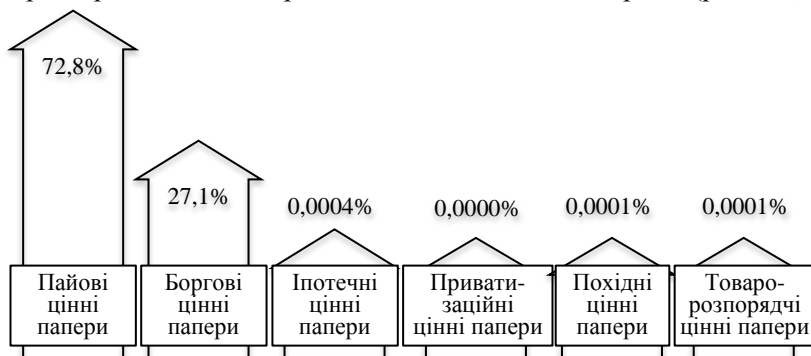 72,8%
27,1%
0,0004%
0,0000%
0,0001%
0,0001%
Пайові
цінні
папери
Боргові
цінні
папери
Іпотечні
цінні
папери
Привати-
заційні
цінні папери
Похідні
цінні
папери
Товаро-
розпорядчі
цінні папери